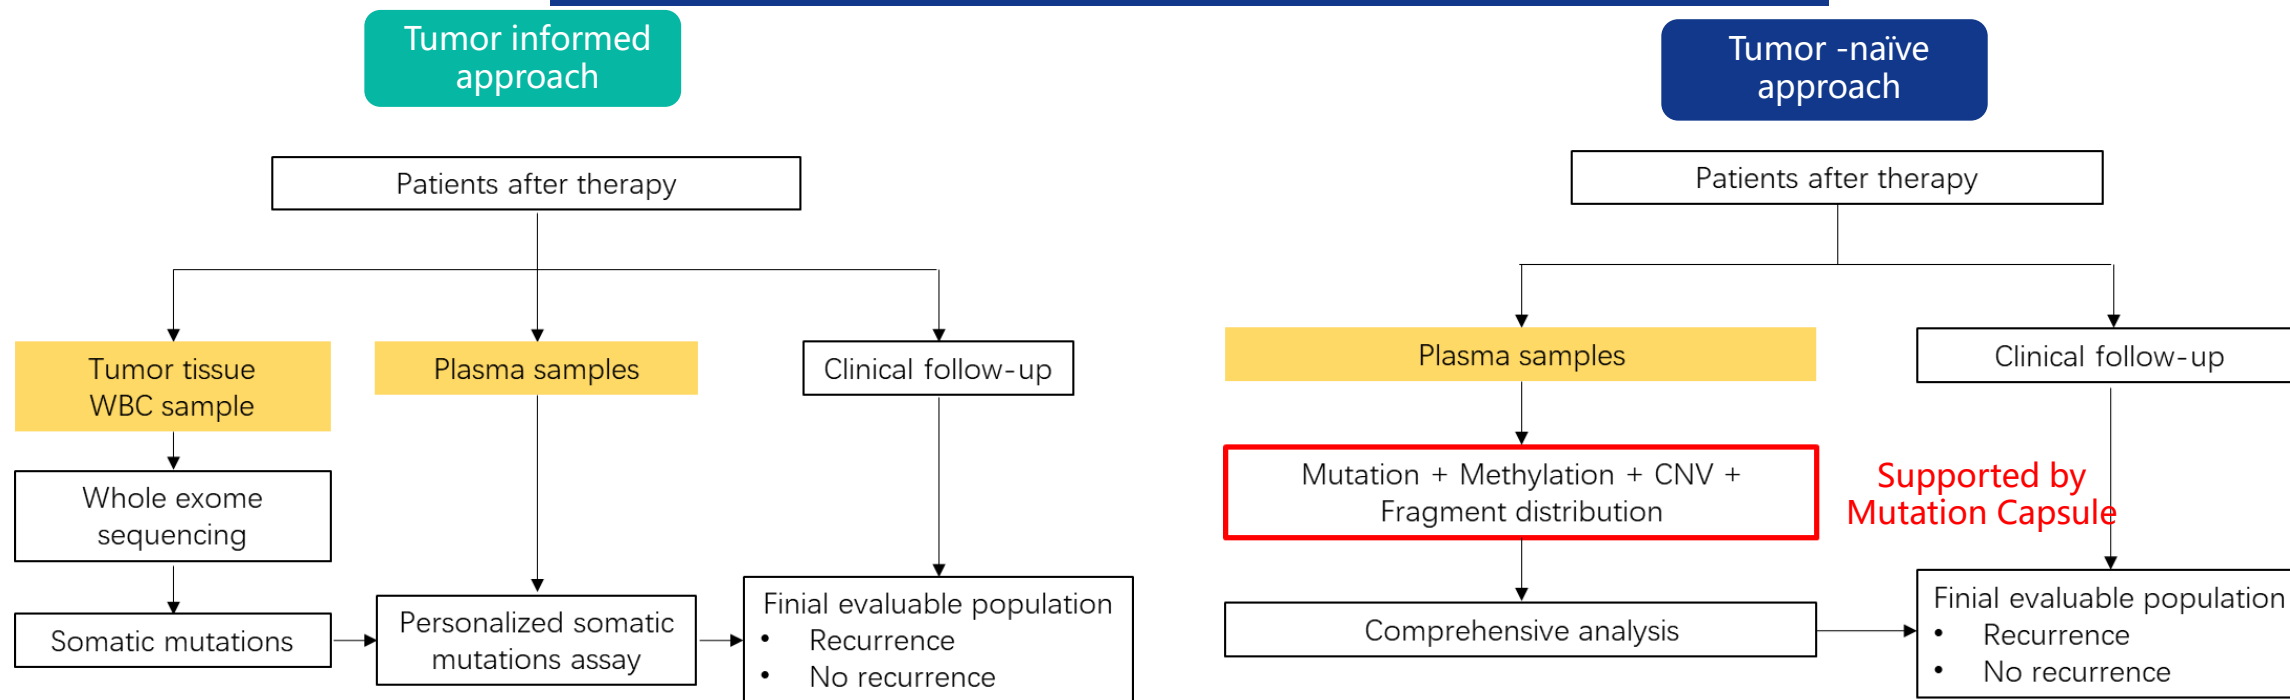 Tumor informed
approach
Patients after therapy
Tumor tissue
WBC sample
Plasma samples
Clinical follow-up
Whole exome
sequencing
Somatic mutations
Personalized somatic
mutations assay
Finial evaluable population
• Recurrence
• No recurrence
Tumor -naïve
approach
Patients after therapy
Plasma samples
Clinical follow-up
Mutation + Methylation + CNV +
Fragment distribution
Supported by
Mutation Capsule
Comprehensive analysis
Finial evaluable population
• Recurrence
• No recurrence